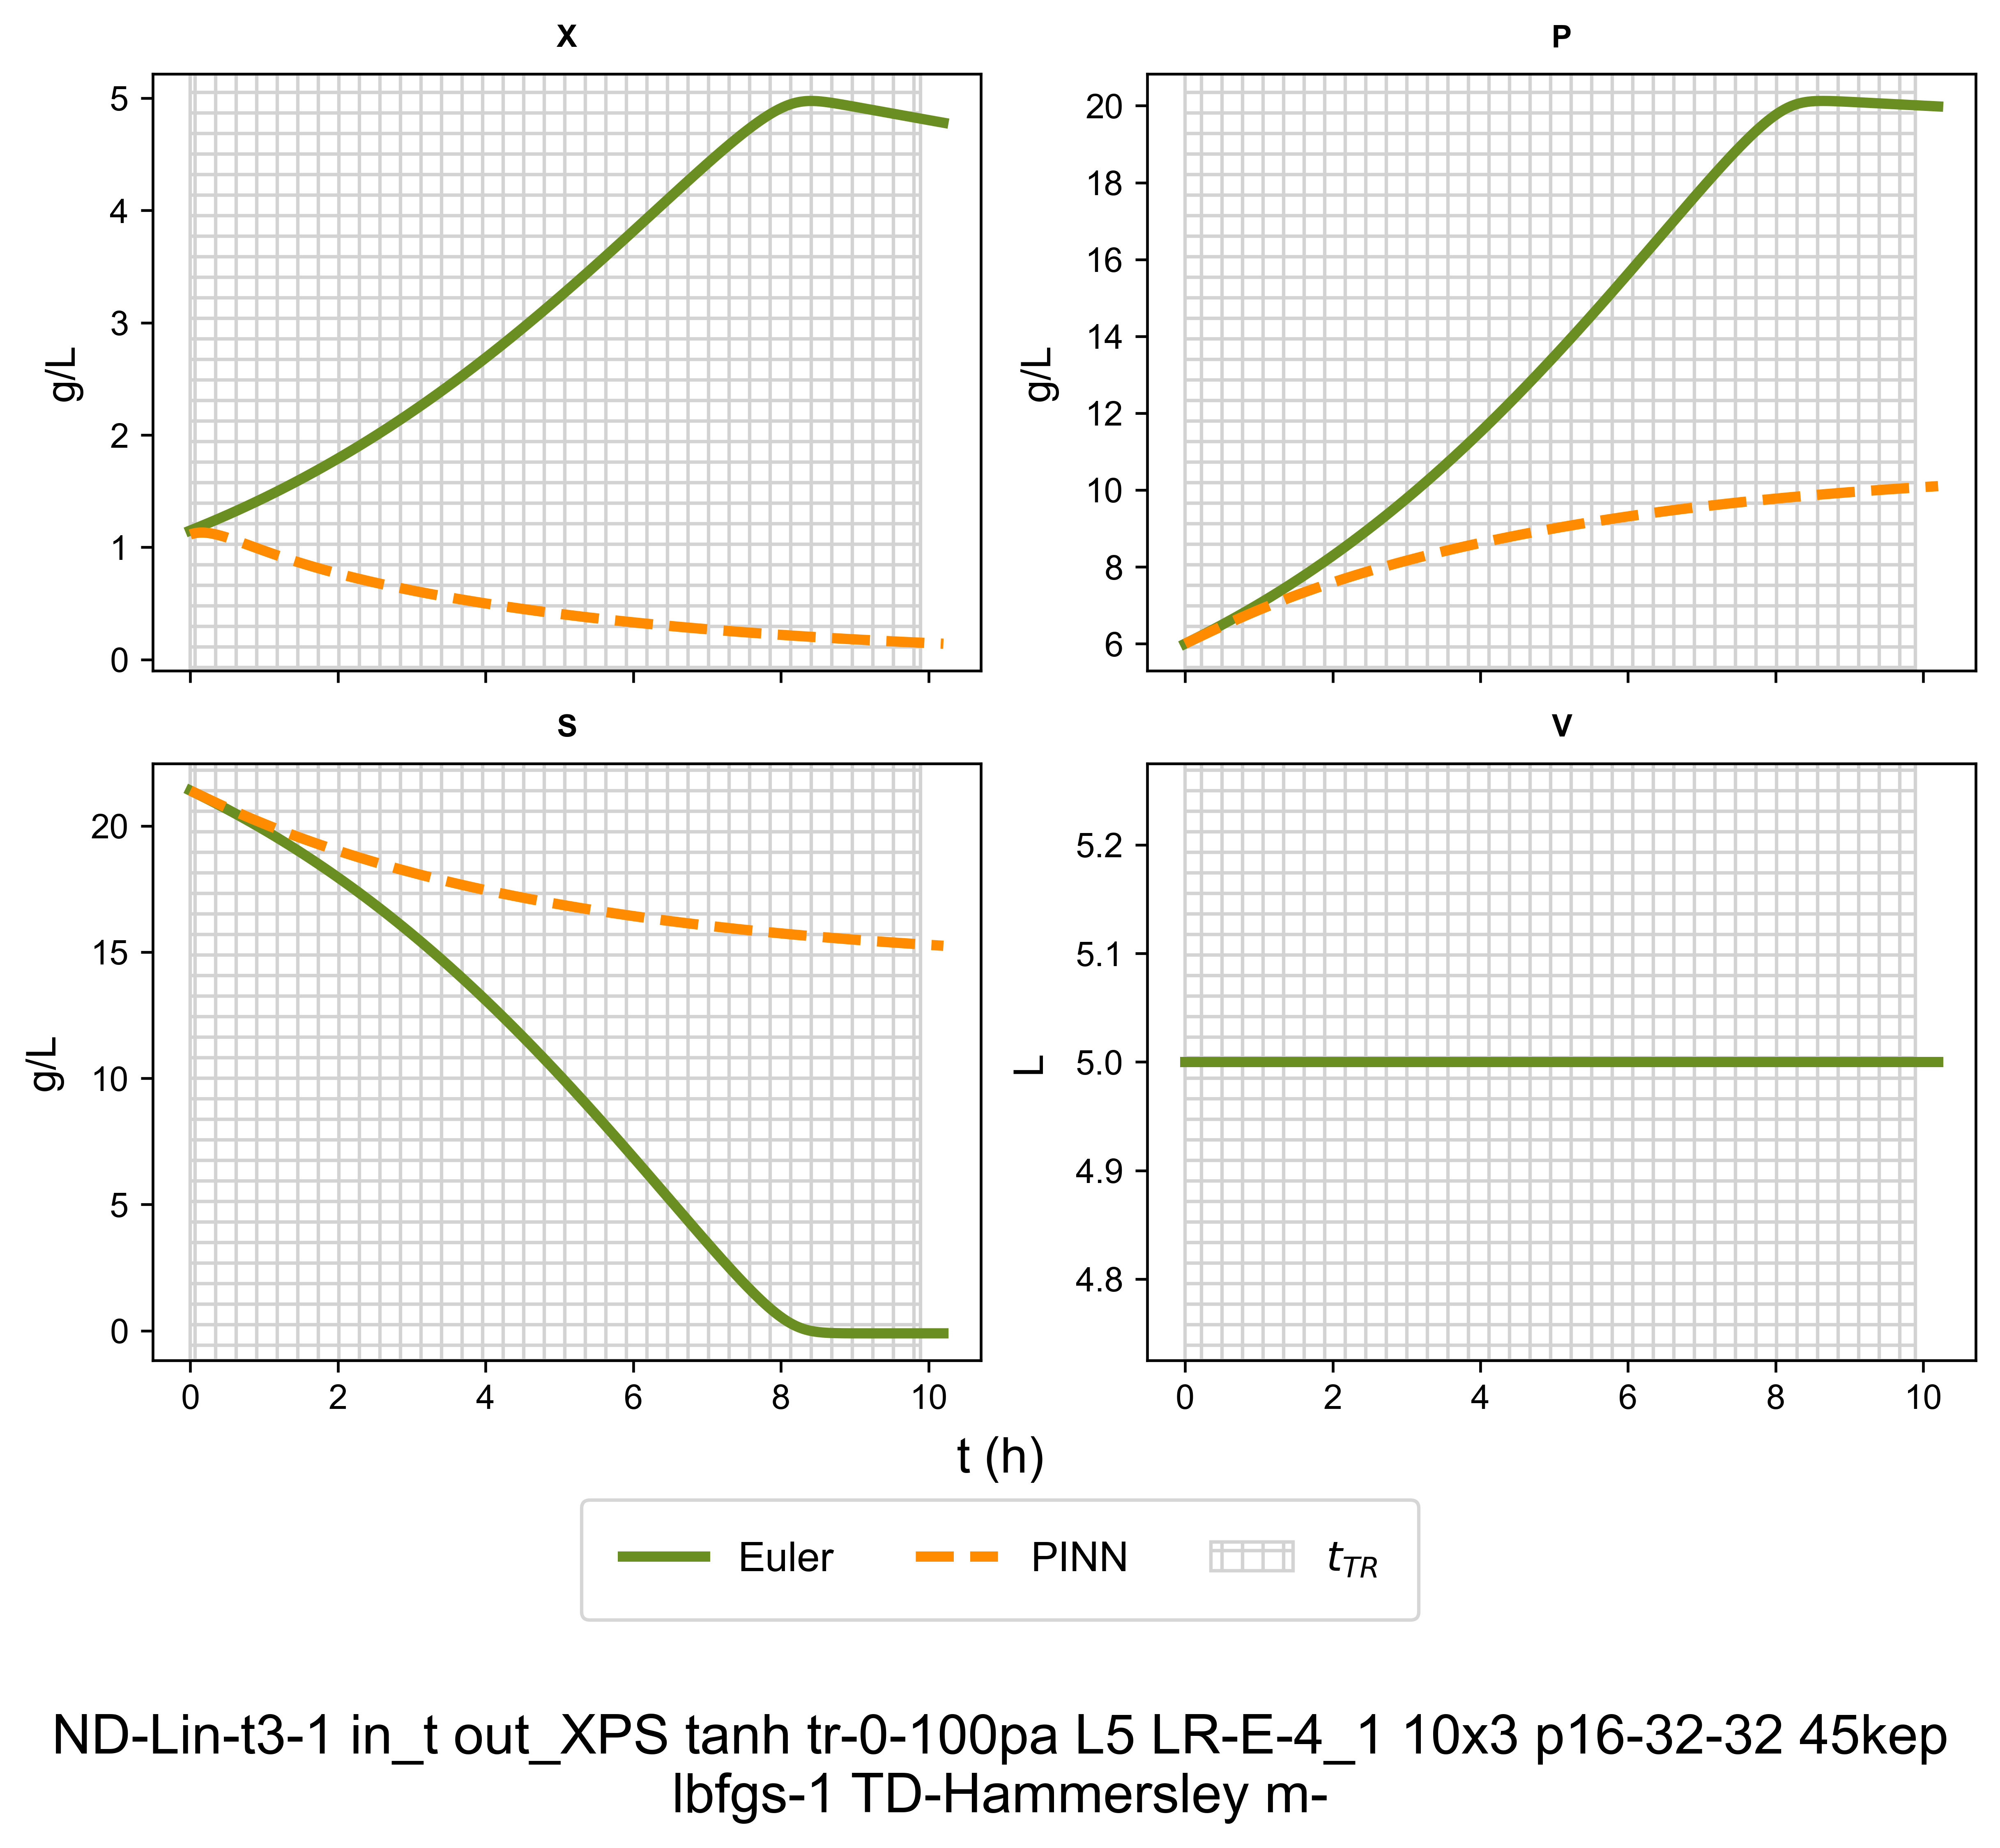 X
P
5
4
3
2
1
0
g/L
20
18
16
14
12
10
8
6
g/L
S
V
20
15
10
5
0
g/L
5.2
5.1
5.0
4.9
4.8
L
0 2 4 6 8 10
0 2 4 6 8 10
t (h)
Euler PINN t_TR
ND-Lin-t3-1 in_t out_XPS tanh tr-0-100pa L5 LR-E-4_1 10x3 p16-32-32 45kep
lbfgs-1 TD-Hammersley m-